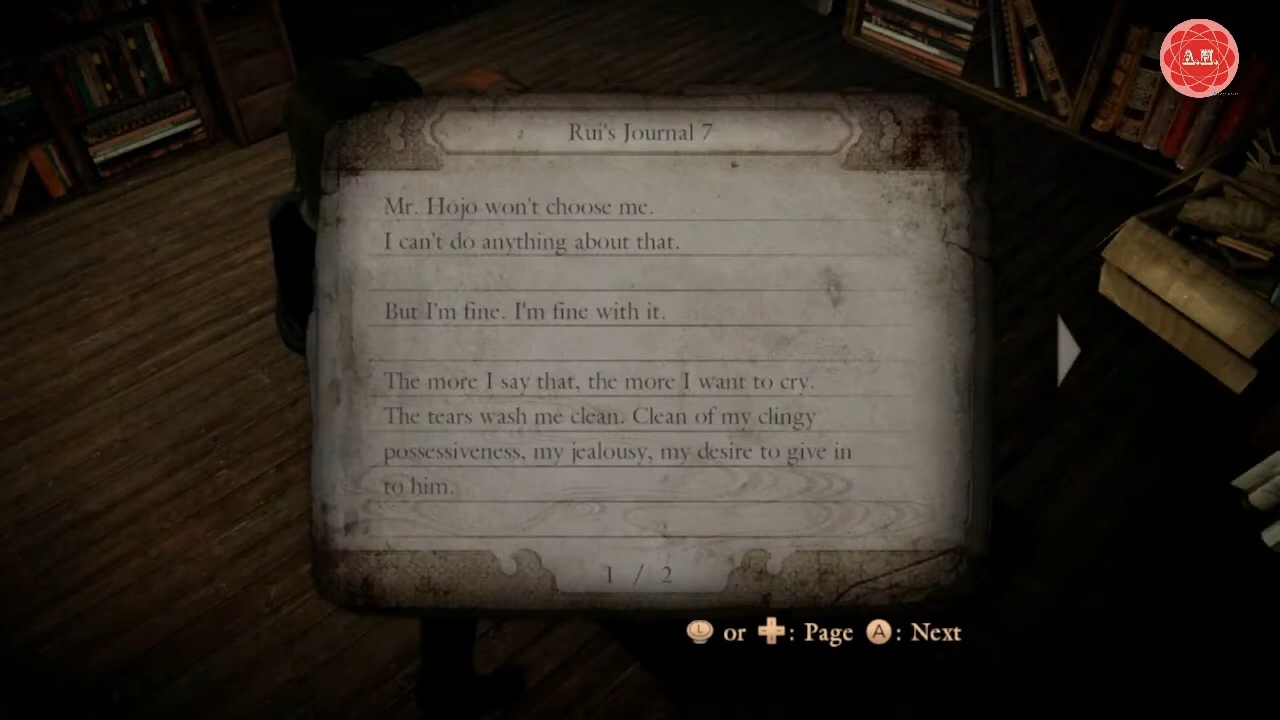 A.H.
Rui's Journal 7
Mr. Hojo won't choose me.
I can't do anything about that.
But I'm fine. I'm fine with it.
The more I say that, the more I want to cry.
The tears wash me clean. Clean of my clingy
possessiveness, my jealousy, my desire to give in
to him.
1 / 2
L or : Page A : Next